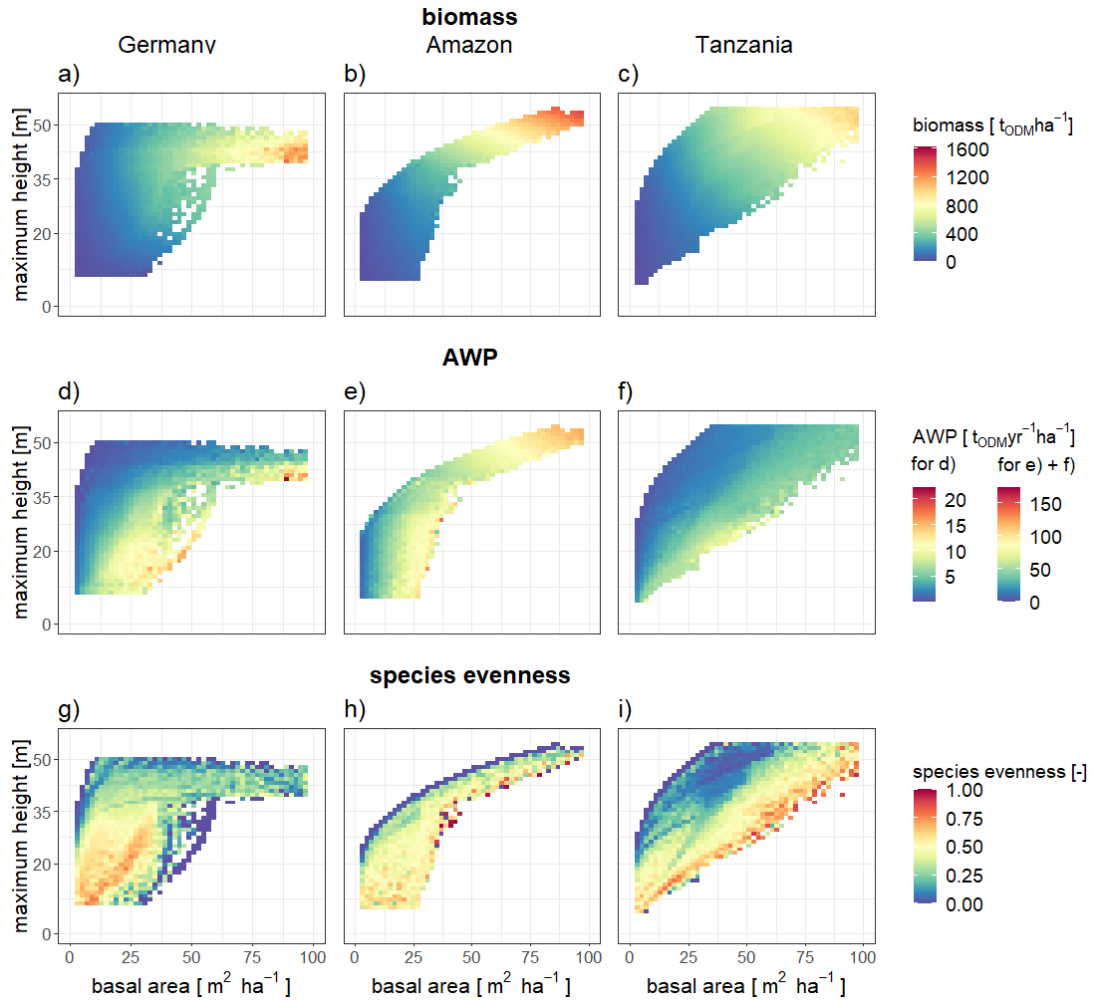 biomass
Germany Amazon Tanzania
a) b) c)
maximum height [m]
50
35
20
0
biomass [ t_ODM ha⁻¹]
1600
1200
800
400
0
AWP
d) e) f)
maximum height [m]
50
35
20
0
AWP [ t_ODM yr⁻¹ha⁻¹]
for d) for e) + f)
20 150
15 100
10 50
5 0
species evenness
g) h) i)
maximum height [m]
50
35
20
0
species evenness [-]
1.00
0.75
0.50
0.25
0.00
0 25 50 75 100 0 25 50 75 100 0 25 50 75 100
basal area [ m² ha⁻¹ ] basal area [ m² ha⁻¹ ] basal area [ m² ha⁻¹ ]